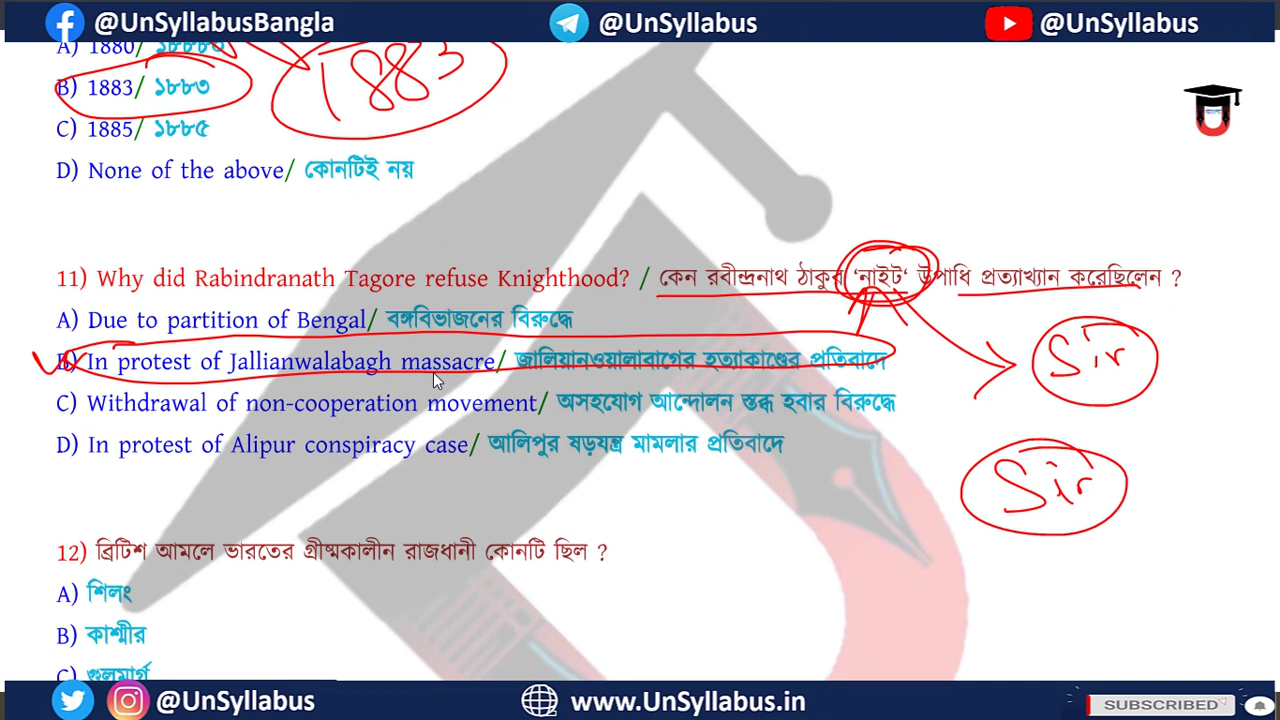 @UnSyllabusBangla @UnSyllabus @UnSyllabus
A) 1880/
1883
B) 1883/ ১৮৮৩
C) 1885/ ১৮৮৫
D) None of the above/ কোনটিই নয়
11) Why did Rabindranath Tagore refuse Knighthood? / কেন রবীন্দ্রনাথ ঠাকুর ‘নাইট‘ উপাধি প্রত্যাখ্যান করেছিলেন ?
A) Due to partition of Bengal/ বঙ্গবিভাজনের বিরুদ্ধে
B) In protest of Jallianwalabagh massacre/ জালিয়ানওয়ালাবাগের হত্যাকাণ্ডের প্রতিবাদে
Sir
C) Withdrawal of non-cooperation movement/ অসহযোগ আন্দোলন স্তব্ধ হবার বিরুদ্ধে
D) In protest of Alipur conspiracy case/ আলিপুর ষড়যন্ত্র মামলার প্রতিবাদে
Sir
12) ব্রিটিশ আমলে ভারতের গ্রীষ্মকালীন রাজধানী কোনটি ছিল ?
A) শিলং
B) কাশ্মীর
C) গুলমার্গ
@UnSyllabus www.UnSyllabus.in SUBSCRIBED